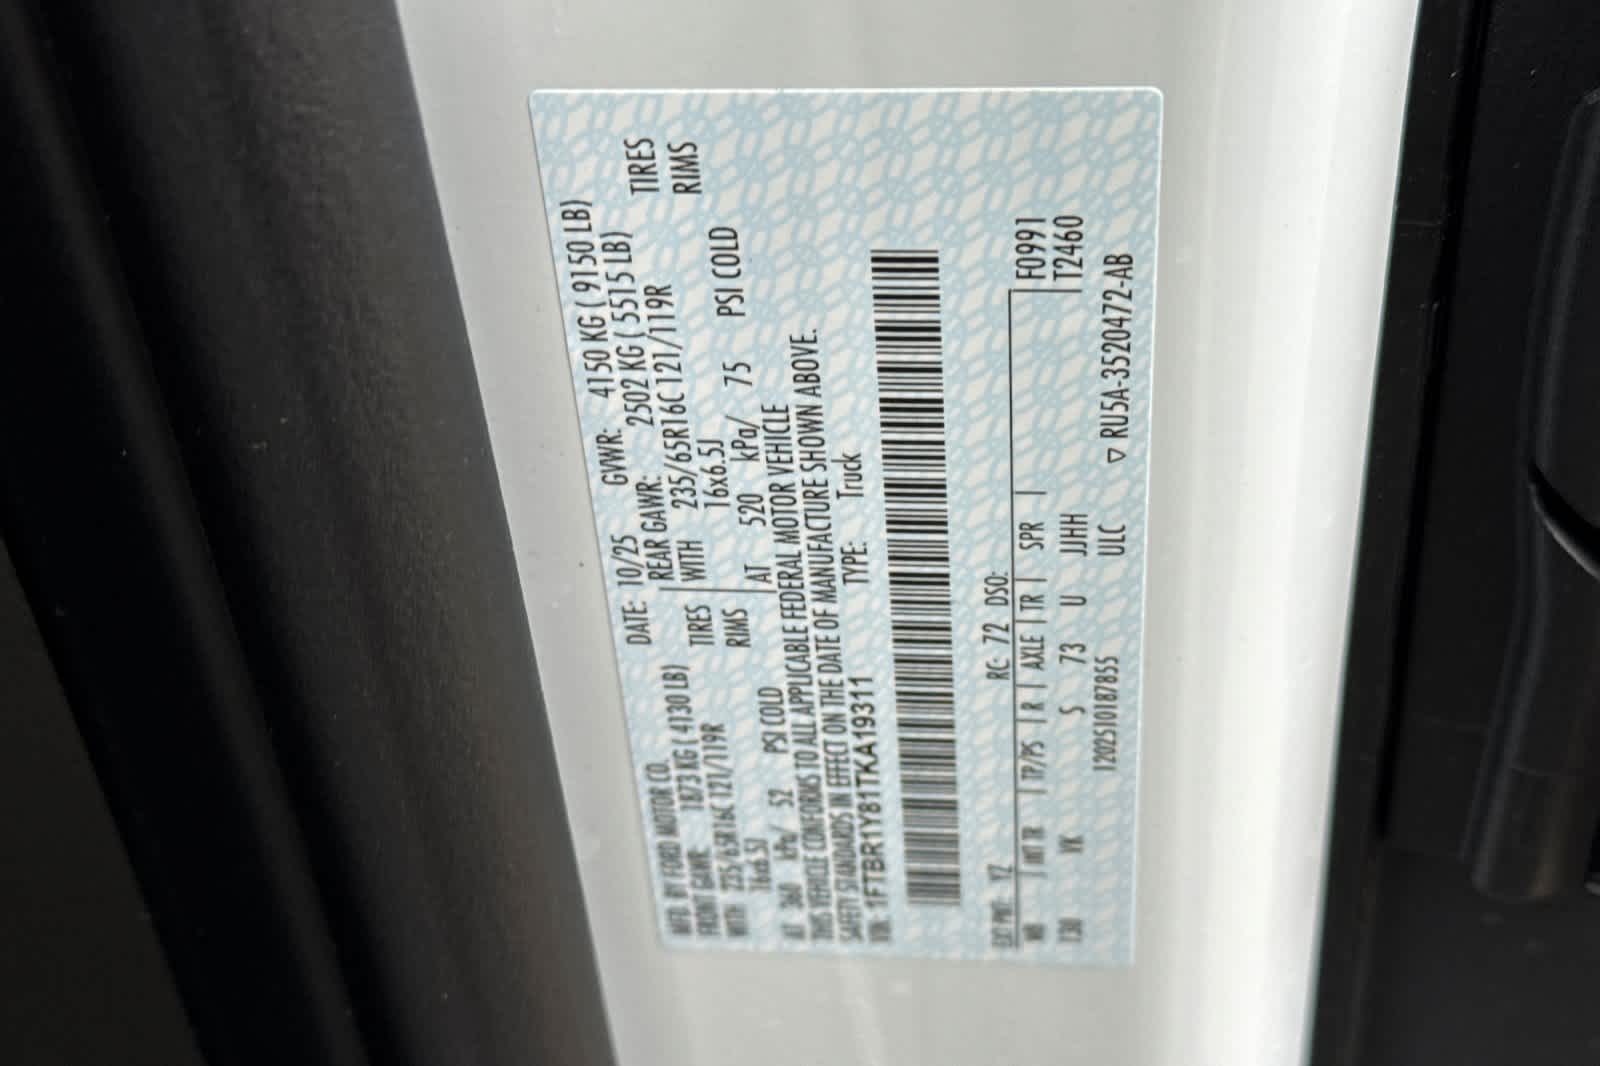 MFD. BY FORD MOTOR CO.
DATE: 10/25 GVWR: 4150 KG ( 9150 LB)
FRONT GAWR: 1873 KG ( 4130 LB) REAR GAWR: 2502 KG ( 5515 LB)
WITH 235/65R16C 121/119R TIRES WITH 235/65R16C 121/119R TIRES
16x6.5J RIMS 16x6.5J RIMS
AT 360 kPa/ 52 PSI COLD AT 520 kPa/ 75 PSI COLD
THIS VEHICLE CONFORMS TO ALL APPLICABLE FEDERAL MOTOR VEHICLE
SAFETY STANDARDS IN EFFECT ON THE DATE OF MANUFACTURE SHOWN ABOVE.
VIN: 1FTBR1Y81TKA19311 TYPE: Truck
EXT PNT: YZ RC: 72 DSO: F0991
WB | INT TR | TP/PS | R | AXLE | TR | SPR | T2460
130 VK S 73 U JJHH
1202510187855 ULC ▽ RU5A-3520472-AB